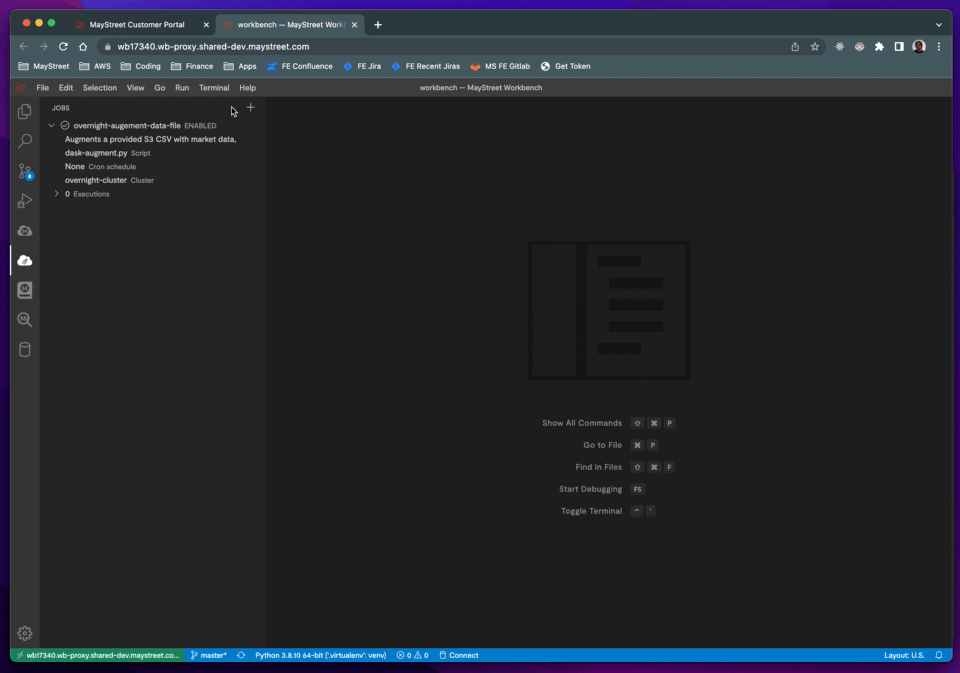 MayStreet Customer Portal
workbench — MayStreet Work
wb17340.wb-proxy.shared-dev.maystreet.com
MayStreet AWS Coding Finance Apps FE Confluence FE Jira FE Recent Jiras MS FE Gitlab Get Token
File Edit Selection View Go Run Terminal Help
workbench — MayStreet Workbench
JOBS
overnight-augement-data-file ENABLED
Augments a provided S3 CSV with market data,
dask-augment.py Script
None Cron schedule
overnight-cluster Cluster
0 Executions
Show All Commands ⇧ ⌘ P
Go to File ⌘ P
Find in Files ⇧ ⌘ F
Start Debugging F5
Toggle Terminal ^ `
wb17340.wb-proxy.shared-dev.maystreet.co... master* Python 3.8.10 64-bit ('.virtualenv': venv) 0 0 Connect Layout: U.S.